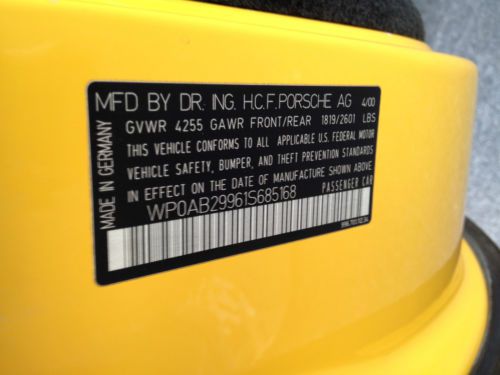 MFD BY DR. ING. H.C.F. PORSCHE AG 4/00
GVWR 4255 GAWR FRONT/REAR 1819/2601 LBS
THIS VEHICLE CONFORMS TO ALL APPLICABLE U.S. FEDERAL MOTOR
VEHICLE SAFETY, BUMPER, AND THEFT PREVENTION STANDARDS
IN EFFECT ON THE DATE OF MANUFACTURE SHOWN ABOVE
WP0AB29961S685168 PASSENGER CAR
MADE IN GERMANY